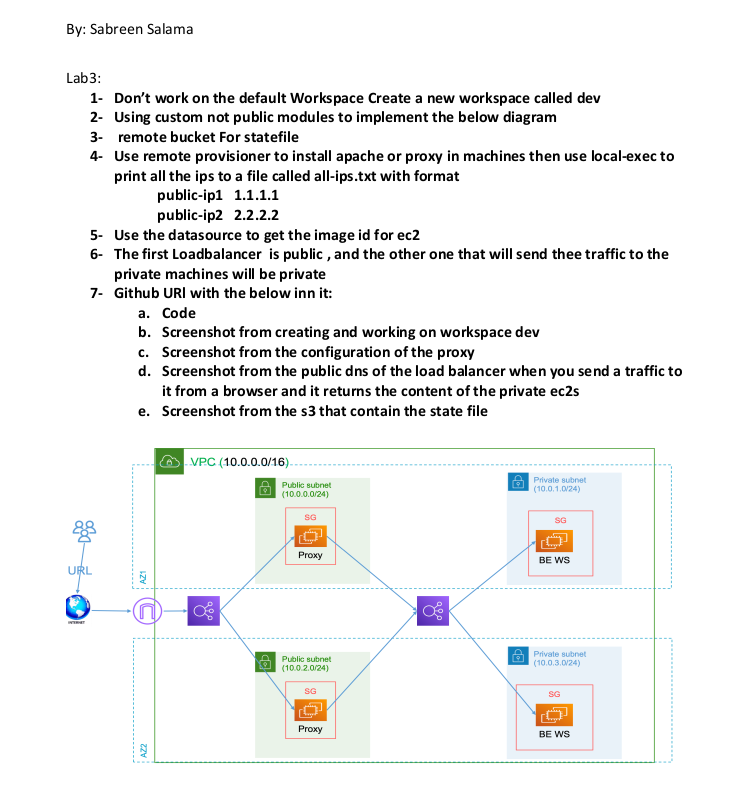 By: Sabreen Salama
Lab3:
1- Don’t work on the default Workspace Create a new workspace called dev
2- Using custom not public modules to implement the below diagram
3- remote bucket For statefile
4- Use remote provisioner to install apache or proxy in machines then use local-exec to
print all the ips to a file called all-ips.txt with format
public-ip1 1.1.1.1
public-ip2 2.2.2.2
5- Use the datasource to get the image id for ec2
6- The first Loadbalancer is public , and the other one that will send thee traffic to the
private machines will be private
7- Github URl with the below inn it:
a. Code
b. Screenshot from creating and working on workspace dev
c. Screenshot from the configuration of the proxy
d. Screenshot from the public dns of the load balancer when you send a traffic to
it from a browser and it returns the content of the private ec2s
e. Screenshot from the s3 that contain the state file
VPC (10.0.0.0/16)
Public subnet
(10.0.0.0/24)
SG
Proxy
Private subnet
(10.0.1.0/24)
SG
BE WS
AZ1
URL
INTERNET
Public subnet
(10.0.2.0/24)
SG
Proxy
Private subnet
(10.0.3.0/24)
SG
BE WS
AZ2